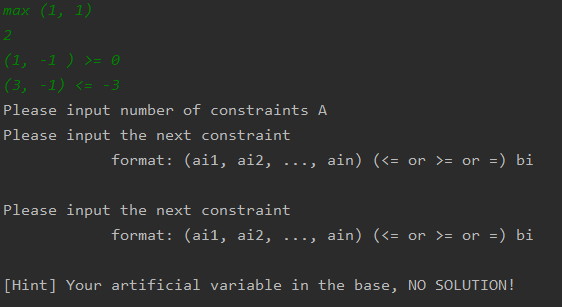 max (1, 1)
2
(1, -1 ) >= 0
(3, -1) <= -3
Please input number of constraints A
Please input the next constraint
format: (ai1, ai2, ..., ain) (<= or >= or =) bi
Please input the next constraint
format: (ai1, ai2, ..., ain) (<= or >= or =) bi
[Hint] Your artificial variable in the base, NO SOLUTION!